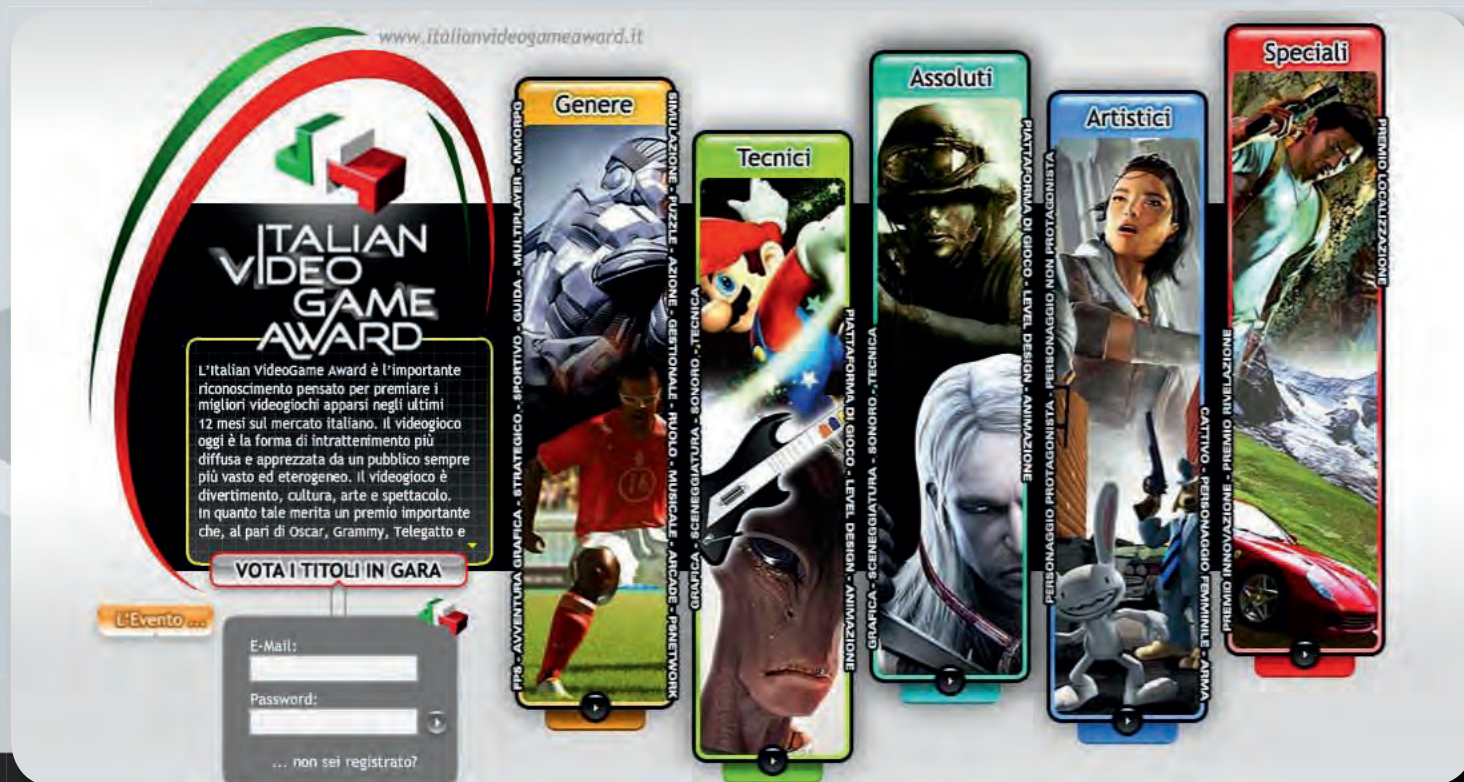 www.italianvideogameaward.it
ITALIAN
VIDEO
GAME
AWARD
L'Italian VideoGame Award è l'importante
riconoscimento pensato per premiare i
migliori videogiochi apparsi negli ultimi
12 mesi sul mercato italiano. Il videogioco
oggi è la forma di intrattenimento più
diffusa e apprezzata da un pubblico sempre
più vasto ed eterogeneo. Il videogioco è
divertimento, cultura, arte e spettacolo.
In quanto tale merita un premio importante
che, al pari di Oscar, Grammy, Telegatto e
VOTA I TITOLI IN GARA
L'Evento ...
E-Mail:
Password:
... non sei registrato?
Genere
FPS - AVVENTURA GRAFICA - STRATEGICO - SPORTIVO - GUIDA - MULTIPLAYER - MMORPG
SIMULAZIONE - PUZZLE - AZIONE - GESTIONALE - RUOLO - MUSICALE - ARCADE - PSNETWORK
Tecnici
GRAFICA - SCENEGGIATURA - SONORO - TECNICA
PIATTAFORMA DI GIOCO - LEVEL DESIGN - ANIMAZIONE
Assoluti
GRAFICA - SCENEGGIATURA - SONORO - TECNICA
PIATTAFORMA DI GIOCO - LEVEL DESIGN - ANIMAZIONE
Artistici
PERSONAGGIO PROTAGONISTA - PERSONAGGIO NON PROTAGONISTA
CATTIVO - PERSONAGGIO FEMMINILE - ARMA
Speciali
PREMIO INNOVAZIONE - PREMIO RIVELAZIONE
PREMIO LOCALIZZAZIONE
16